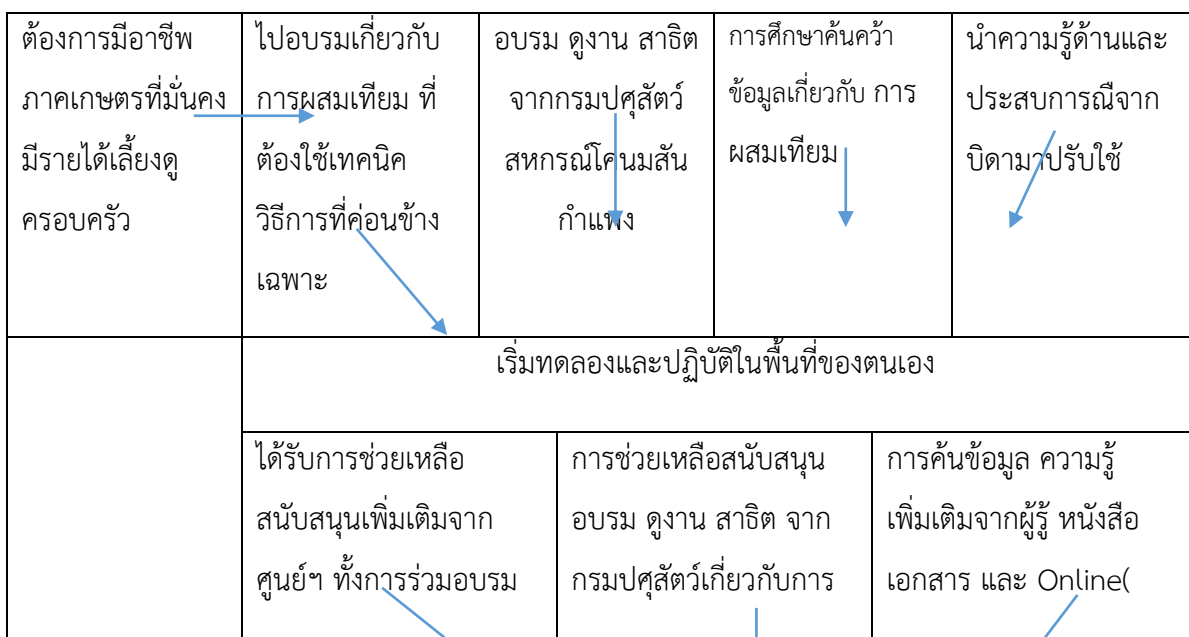 ต้องการมีอาชีพ
ภาคเกษตรที่มั่นคง
มีรายได้เลี้ยงดู
ครอบครัว
ไปอบรมเกี่ยวกับ
การผสมเทียม ที่
ต้องใช้เทคนิค
วิธีการที่ค่อนข้าง
เฉพาะ
อบรม ดูงาน สาธิต
จากกรมปศุสัตว์
สหกรณ์โคนมสัน
กำแพง
การศึกษาค้นคว้า
ข้อมูลเกี่ยวกับ การ
ผสมเทียม
นำความรู้ด้านและ
ประสบการณืจาก
บิดามาปรับใช้
เริ่มทดลองและปฏิบัติในพื้นที่ของตนเอง
ได้รับการช่วยเหลือ
สนับสนุนเพิ่มเติมจาก
ศูนย์ฯ ทั้งการร่วมอบรม
การช่วยเหลือสนับสนุน
อบรม ดูงาน สาธิต จาก
กรมปศุสัตว์เกี่ยวกับการ
การค้นข้อมูล ความรู้
เพิ่มเติมจากผู้รู้ หนังสือ
เอกสาร และ Online(